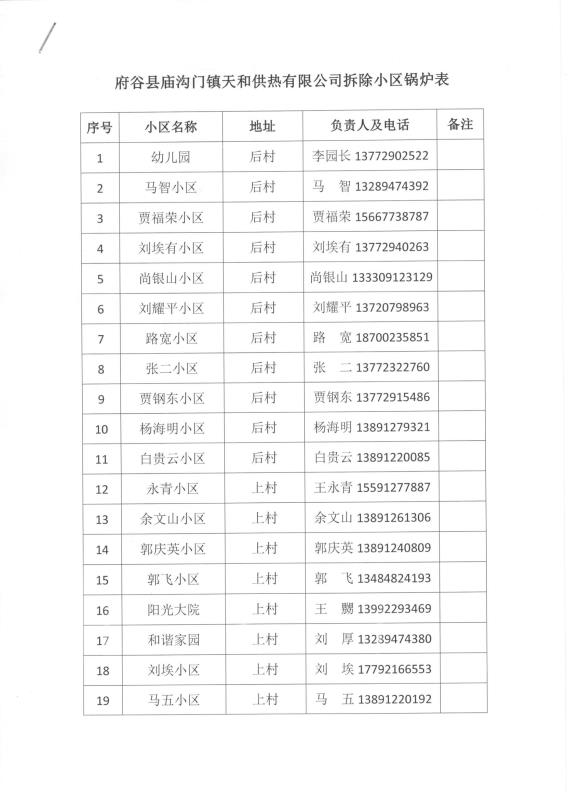 府谷县庙沟门镇天和供热有限公司拆除小区锅炉表
序号 小区名称 地址 负责人及电话 备注
1 幼儿园 后村 李园长 13772902522
2 马智小区 后村 马 智 13289474392
3 贾福荣小区 后村 贾福荣 15667738787
4 刘埃有小区 后村 刘埃有 13772940263
5 尚银山小区 后村 尚银山 133309123129
6 刘耀平小区 后村 刘耀平 13720798963
7 路宽小区 后村 路 宽 18700235851
8 张二小区 后村 张 二 13772322760
9 贾钢东小区 后村 贾钢东 13772915486
10 杨海明小区 后村 杨海明 13891279321
11 白贵云小区 后村 白贵云 13891220085
12 永青小区 上村 王永青 15591277887
13 余文山小区 上村 余文山 13891261306
14 郭庆英小区 上村 郭庆英 13891240809
15 郭飞小区 上村 郭 飞 13484824193
16 阳光大院 上村 王 嬲 13992293469
17 和谐家园 上村 刘 厚 13289474380
18 刘埃小区 上村 刘 埃 17792166553
19 马五小区 上村 马 五 13891220192